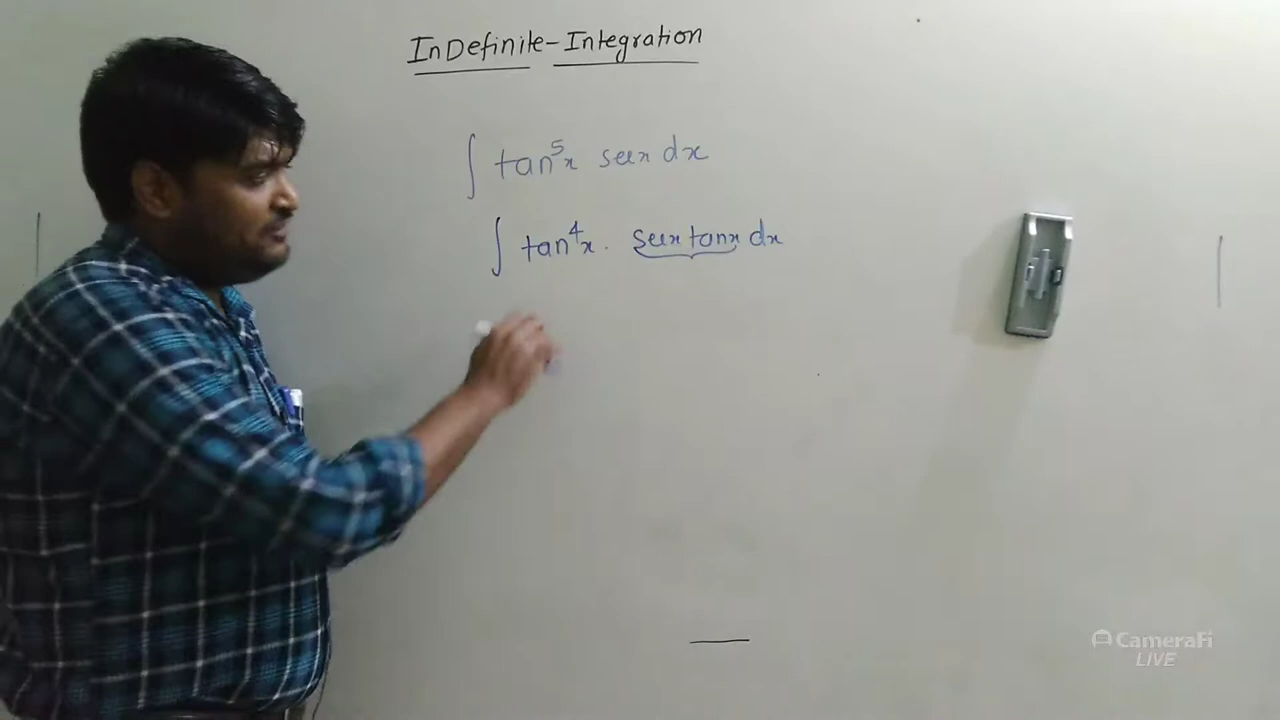 InDefinite-Integration
∫ tan⁵x secx dx
∫ tan⁴x . secx tanx dx
CameraFi
LIVE